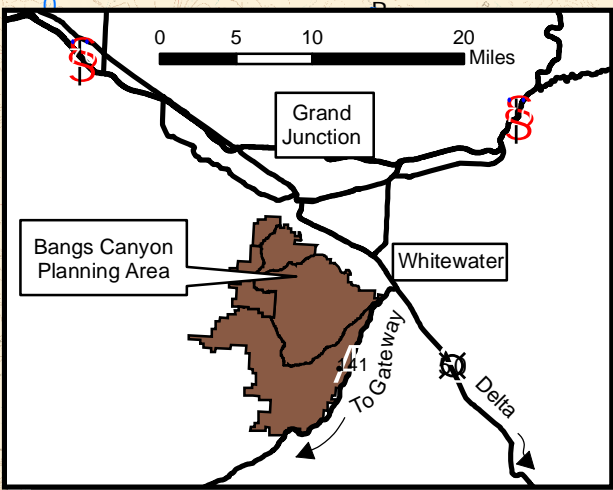 0 5 10 20
Miles
Grand
Junction
Bangs Canyon
Planning Area
Whitewater
141
To Gateway
Delta